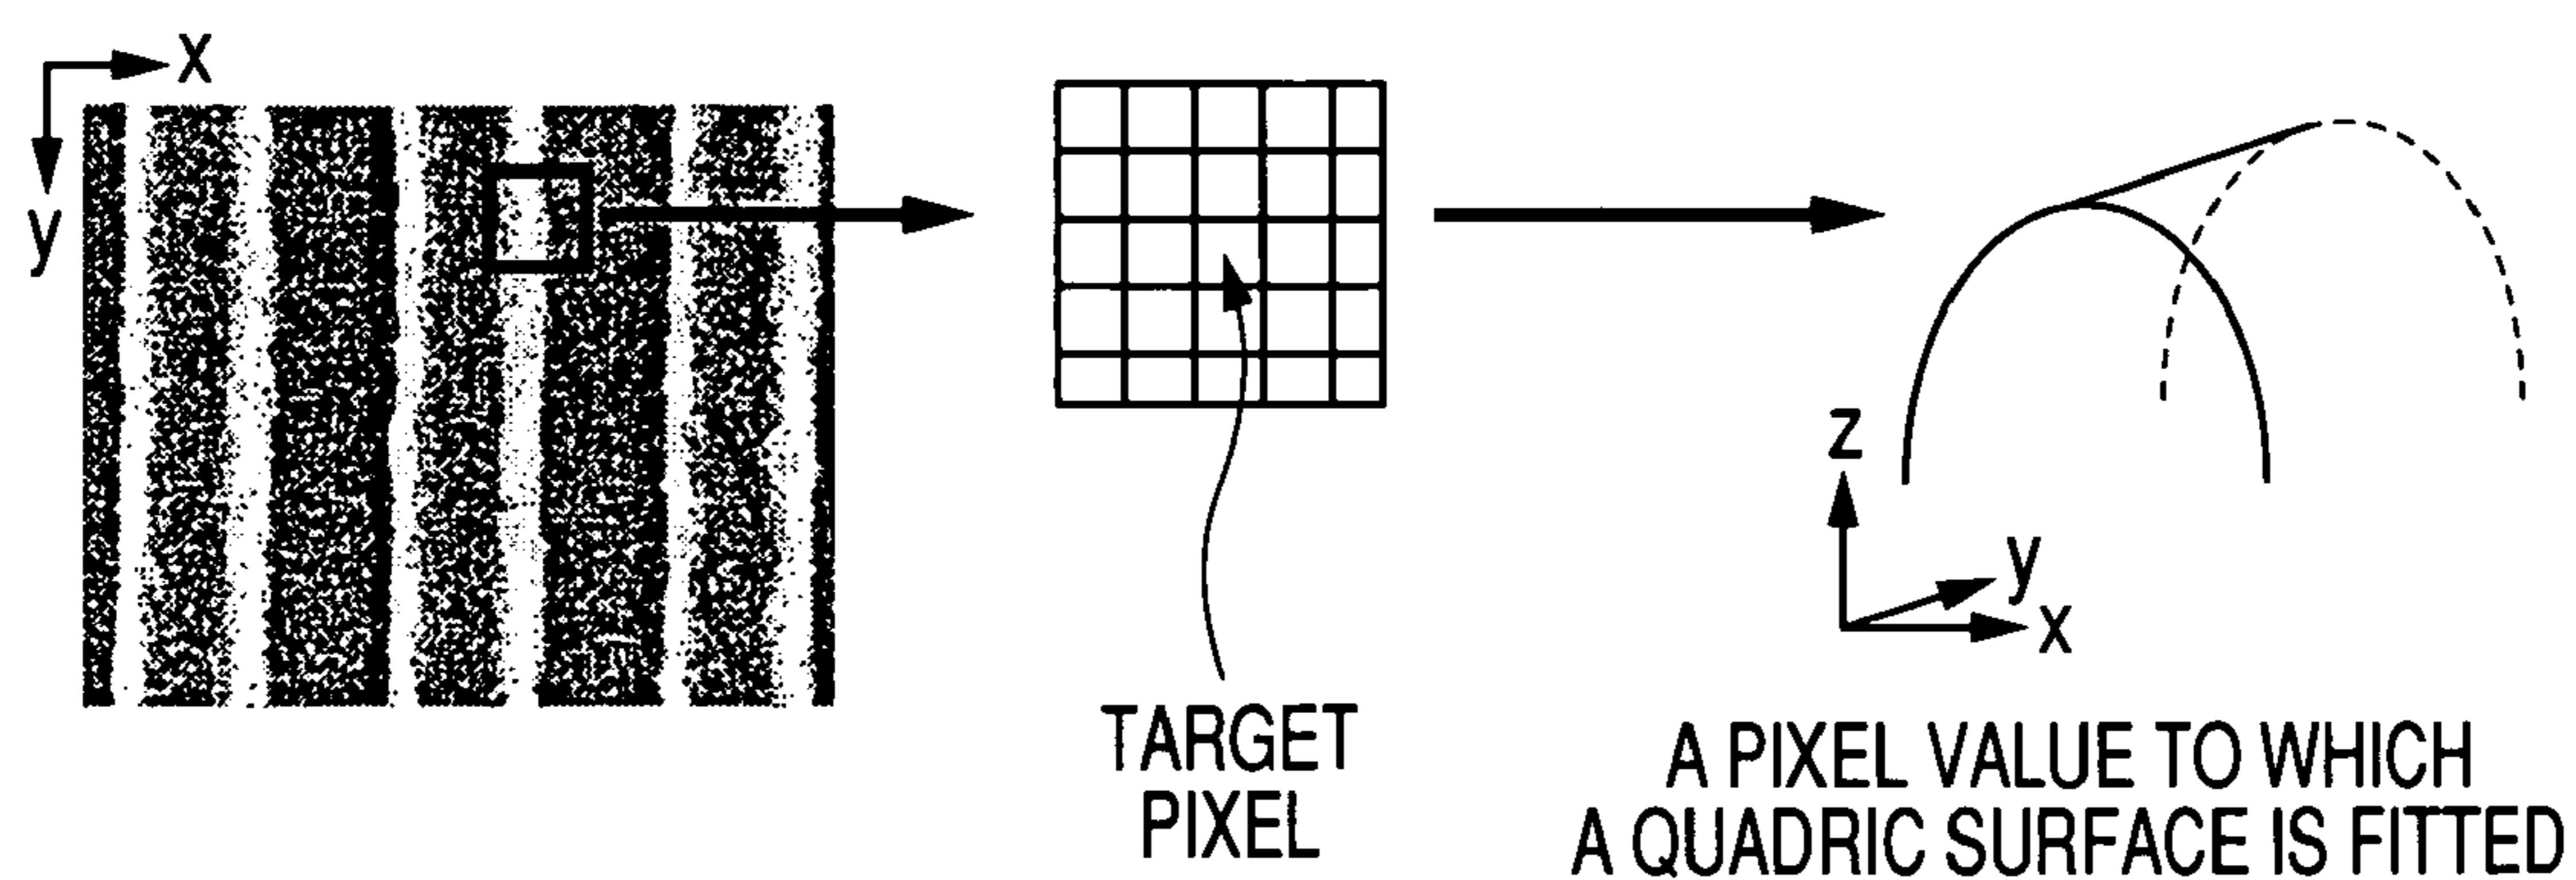 x
y
z
y
x
TARGET
PIXEL
A PIXEL VALUE TO WHICH
A QUADRIC SURFACE IS FITTED